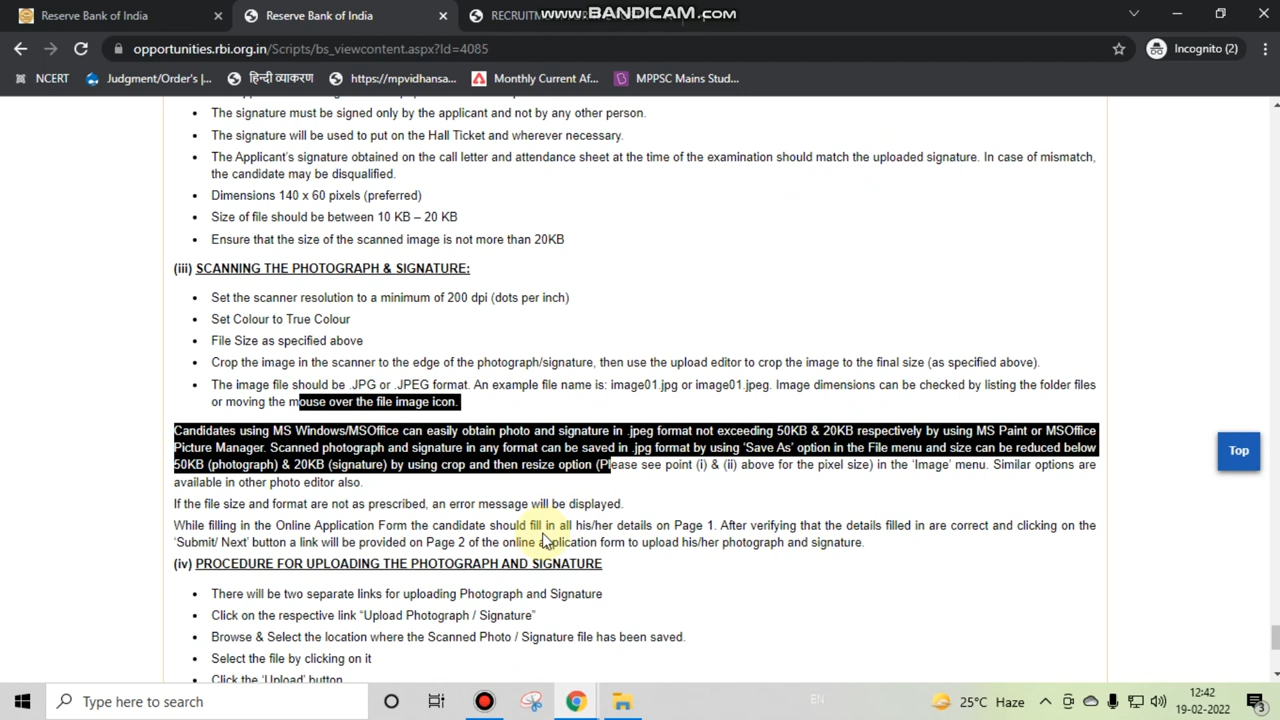 www.BANDICAM.com
Reserve Bank of India
Reserve Bank of India
RECRUITM
opportunities.rbi.org.in/Scripts/bs_viewcontent.aspx?Id=4085
Incognito (2)
NCERT
Judgment/Order's |...
हिन्दी व्याकरण
https://mpvidhansa...
Monthly Current Af...
MPPSC Mains Stud...
• The signature must be signed only by the applicant and not by any other person.
• The signature will be used to put on the Hall Ticket and wherever necessary.
• The Applicant's signature obtained on the call letter and attendance sheet at the time of the examination should match the uploaded signature. In case of mismatch,
the candidate may be disqualified.
• Dimensions 140 x 60 pixels (preferred)
• Size of file should be between 10 KB – 20 KB
• Ensure that the size of the scanned image is not more than 20KB
(iii) SCANNING THE PHOTOGRAPH & SIGNATURE:
• Set the scanner resolution to a minimum of 200 dpi (dots per inch)
• Set Colour to True Colour
• File Size as specified above
• Crop the image in the scanner to the edge of the photograph/signature, then use the upload editor to crop the image to the final size (as specified above).
• The image file should be .JPG or .JPEG format. An example file name is: image01.jpg or image01.jpeg. Image dimensions can be checked by listing the folder files
or moving the mouse over the file image icon.
Candidates using MS Windows/MSOffice can easily obtain photo and signature in .jpeg format not exceeding 50KB & 20KB respectively by using MS Paint or MSOffice
Picture Manager. Scanned photograph and signature in any format can be saved in .jpg format by using 'Save As' option in the File menu and size can be reduced below
50KB (photograph) & 20KB (signature) by using crop and then resize option (Please see point (i) & (ii) above for the pixel size) in the 'Image' menu. Similar options are
available in other photo editor also.
If the file size and format are not as prescribed, an error message will be displayed.
While filling in the Online Application Form the candidate should fill in all his/her details on Page 1. After verifying that the details filled in are correct and clicking on the
'Submit/ Next' button a link will be provided on Page 2 of the online application form to upload his/her photograph and signature.
(iv) PROCEDURE FOR UPLOADING THE PHOTOGRAPH AND SIGNATURE
• There will be two separate links for uploading Photograph and Signature
• Click on the respective link "Upload Photograph / Signature"
• Browse & Select the location where the Scanned Photo / Signature file has been saved.
• Select the file by clicking on it
• Click the 'Upload' button
Top
Type here to search
EN
25°C Haze
12:42
19-02-2022
3